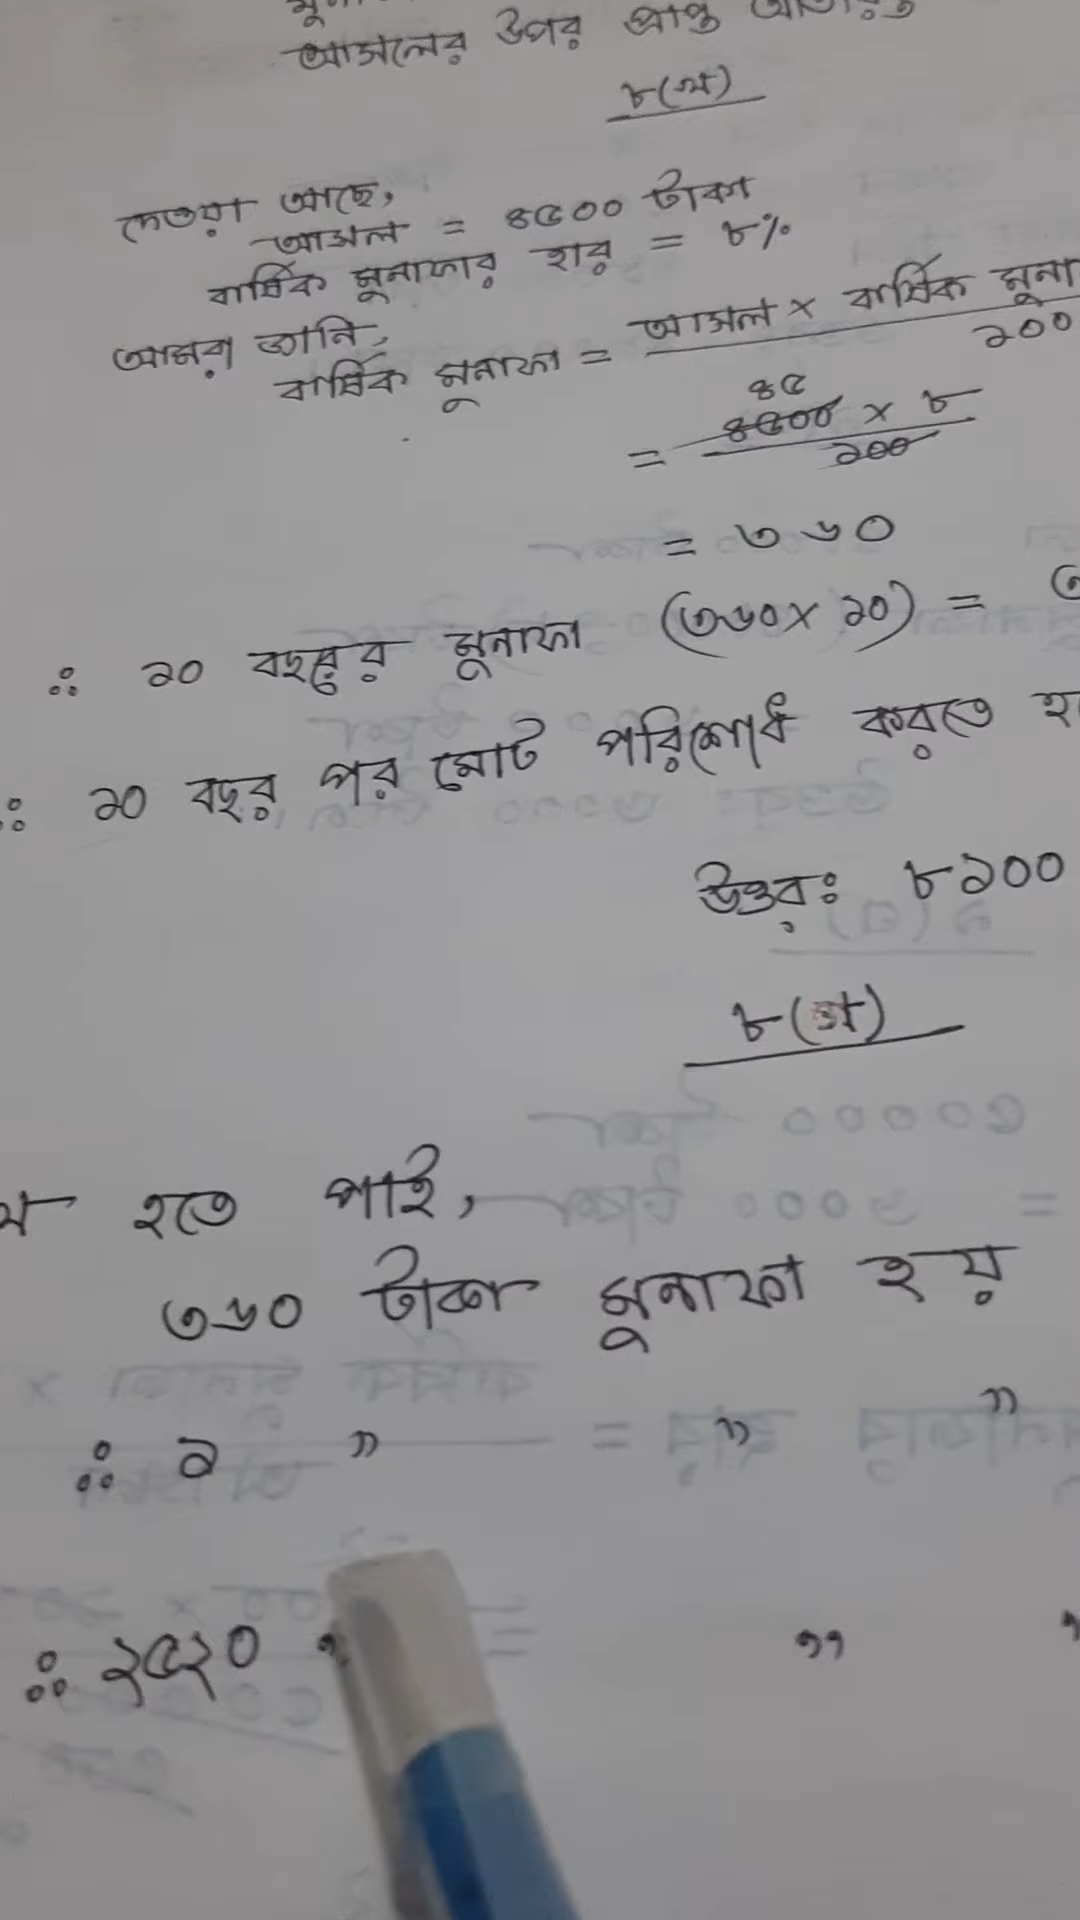 আসলের উপর প্রাপ্ত
৮(অ)
দেওয়া আছে,
আসল = ৪৫০০ টাকা
বার্ষিক মুনাফার হার = ৮%
আমরা জানি,
বার্ষিক মুনাফা = আসল × বার্ষিক মুনা
১০০
৪৫
= ৪৫০০ × ৮
১০০
= ৩৬০
∴ ১০ বছরের মুনাফা (৩৬০× ১০) =
∴ ১০ বছর পর মোট পরিশোধ করতে
উত্তর: ৮১০০
৮(আ)
হতে পাই,
৩৬০ টাকা মুনাফা হয়
∴ ১ " " "
∴ ২৫২০ " "